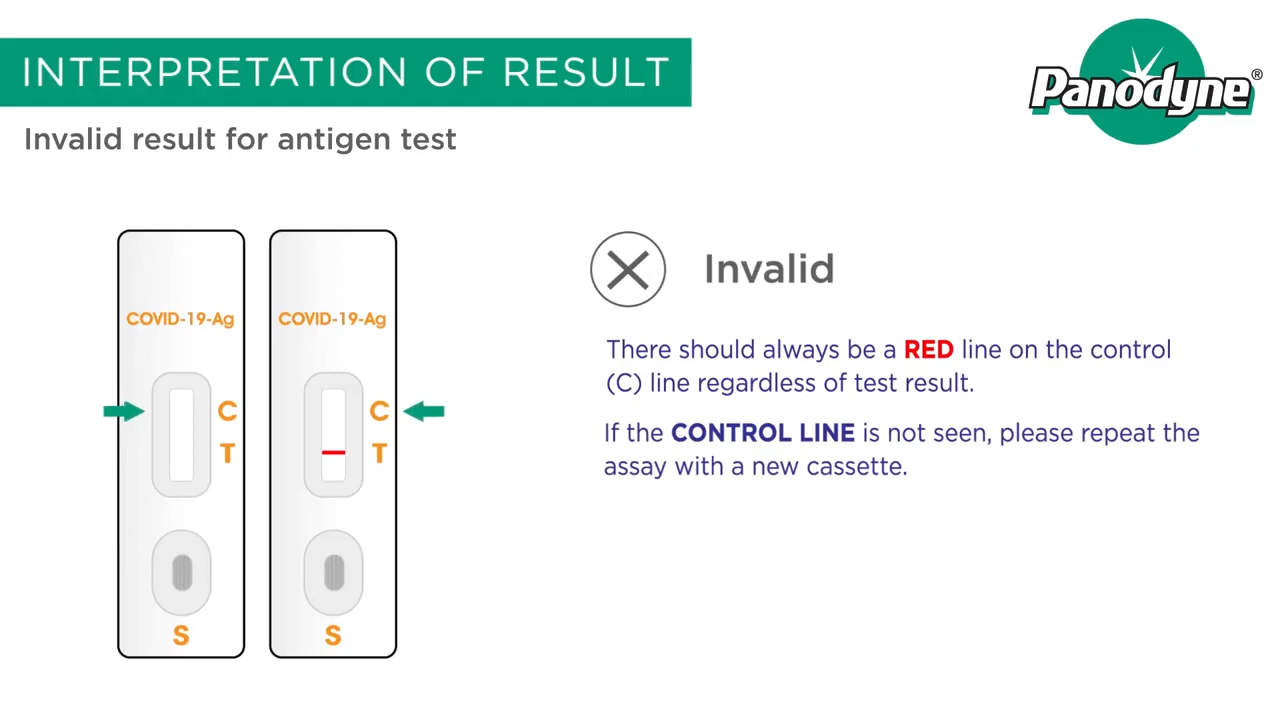 INTERPRETATION OF RESULT
Panodyne®
Invalid result for antigen test
COVID-19-Ag
C
T
S
COVID-19-Ag
C
T
S
Invalid
There should always be a RED line on the control
(C) line regardless of test result.
If the CONTROL LINE is not seen, please repeat the
assay with a new cassette.